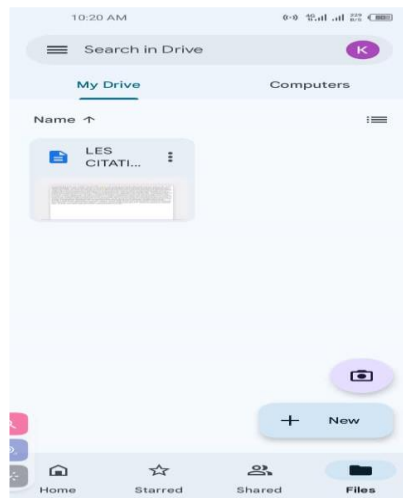 10:20 AM
Search in Drive
K
My Drive
Computers
Name
LES
CITATI...
New
Home
Starred
Shared
Files